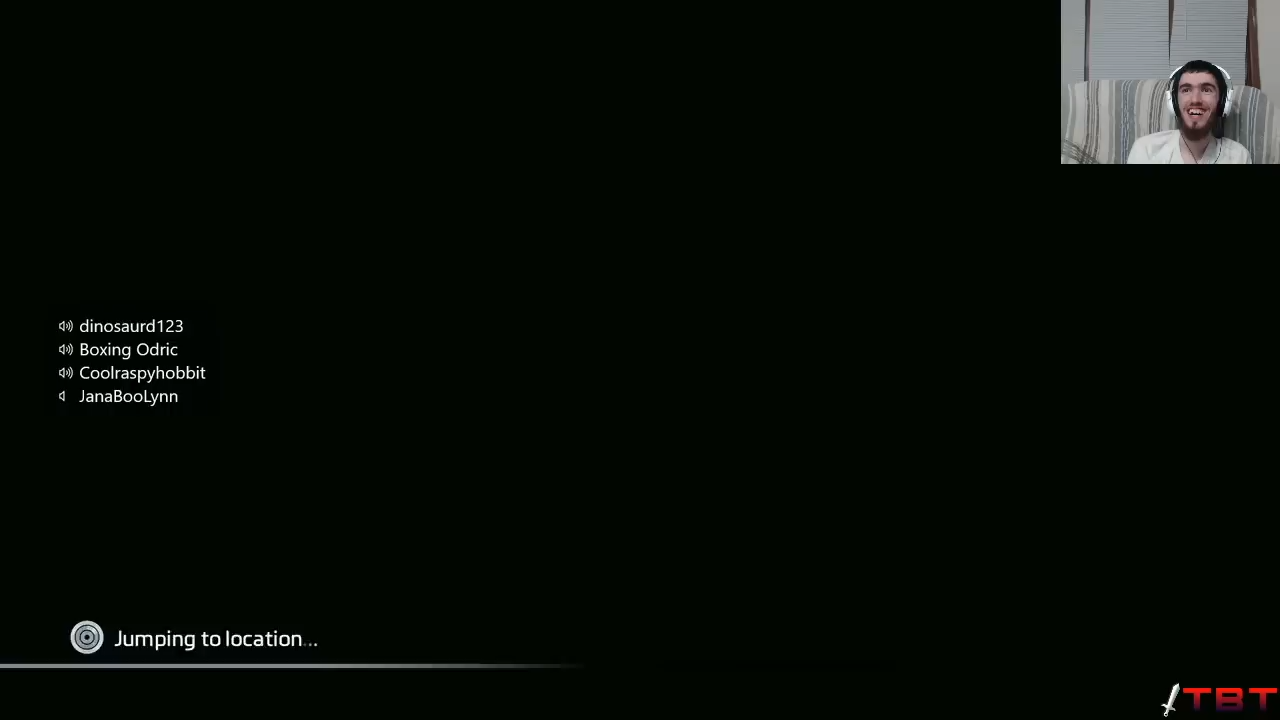 dinosaurd123
Boxing Odric
Coolraspyhobbit
JanaBooLynn
Jumping to location...
TBT